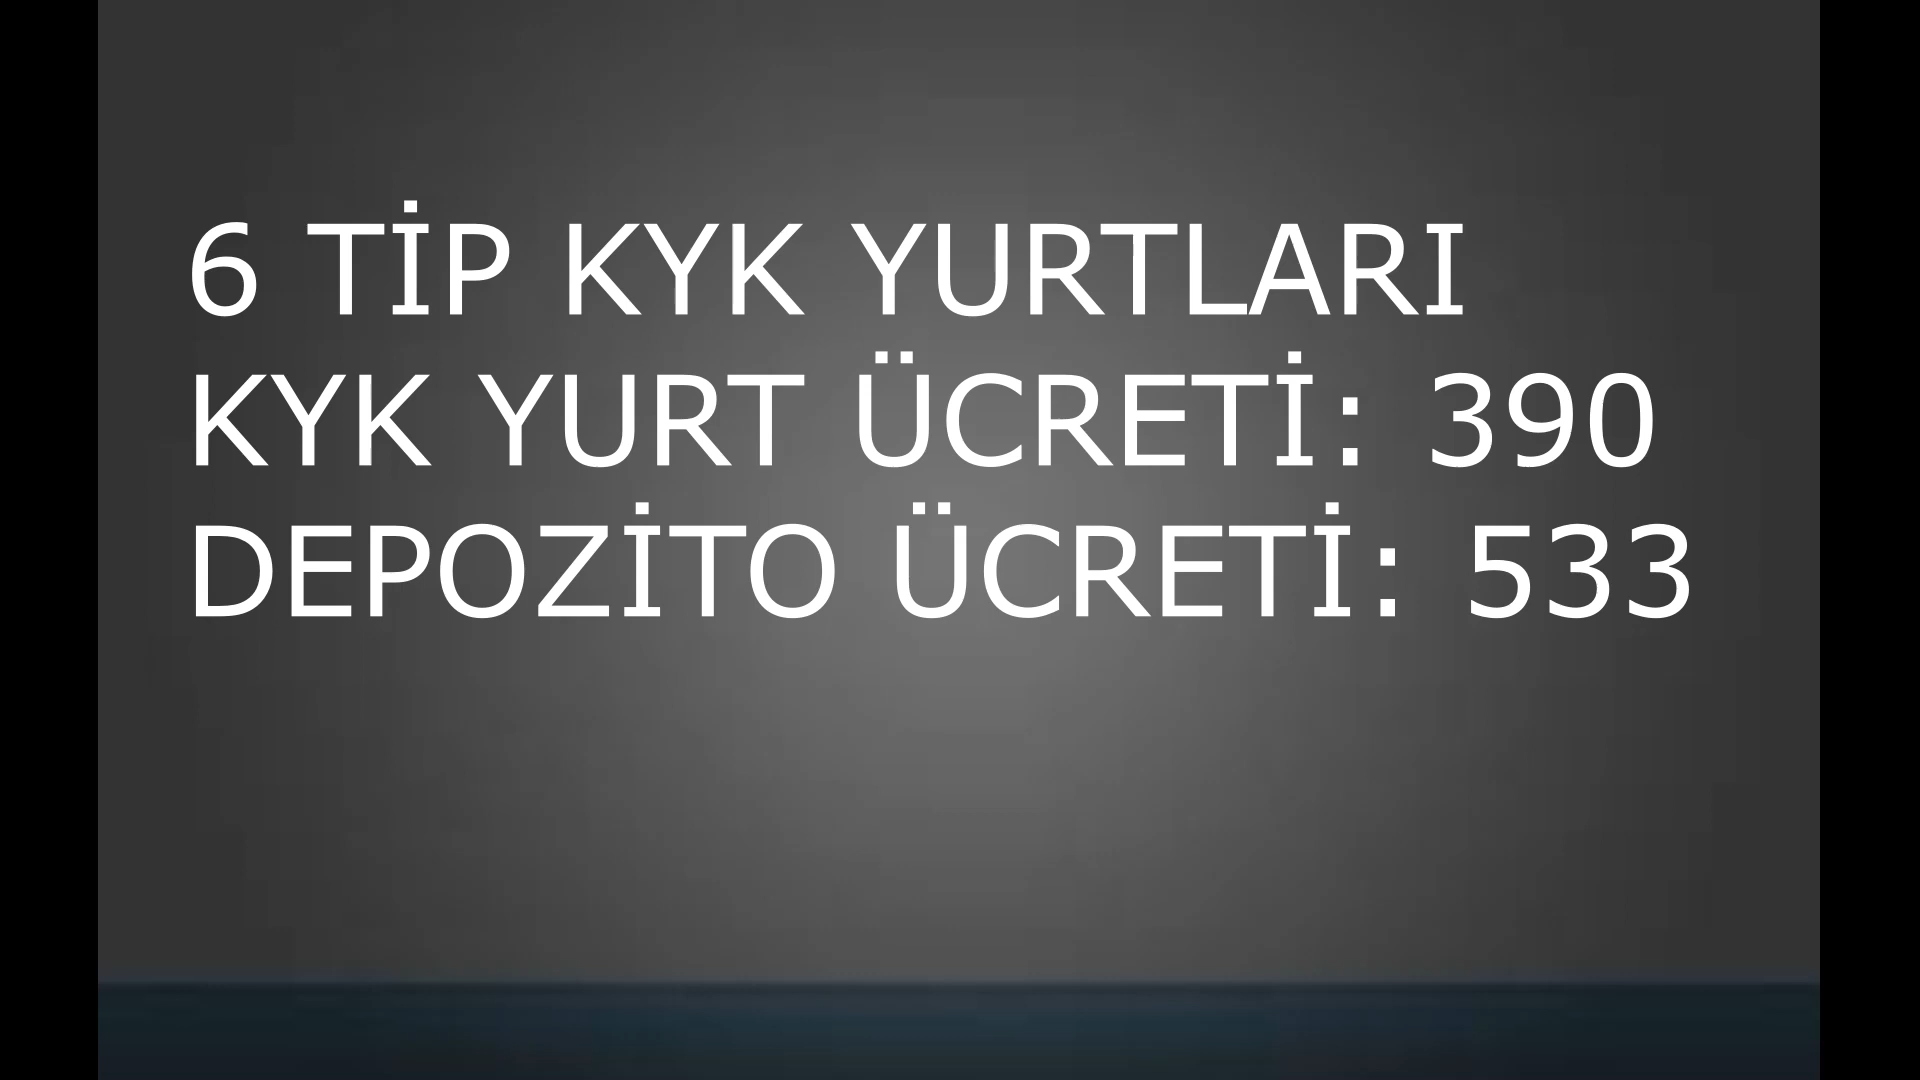 6 TİP KYK YURTLARI
KYK YURT ÜCRETİ: 390
DEPOZİTO ÜCRETİ: 533